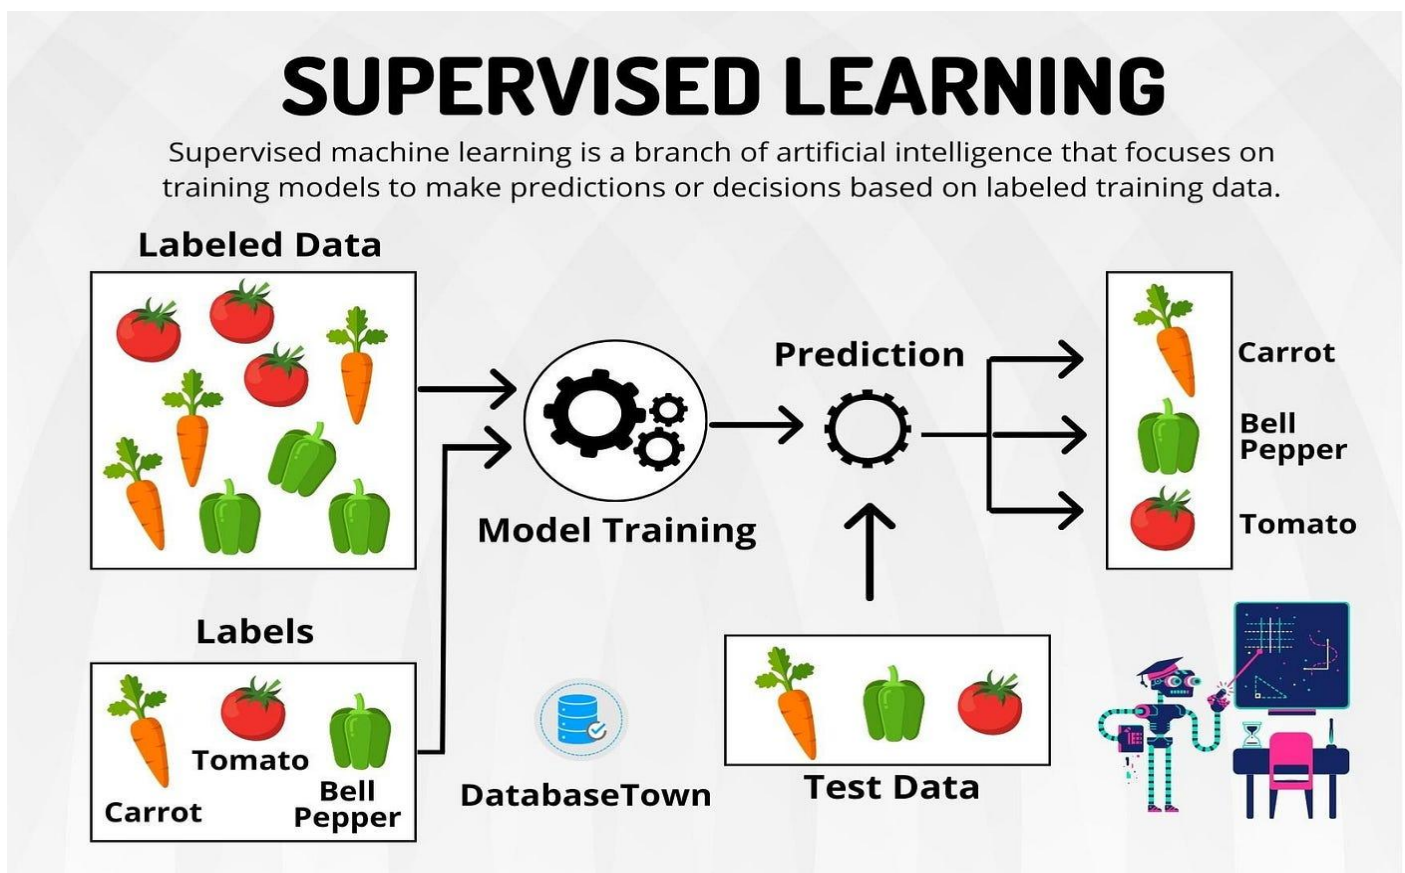 SUPERVISED LEARNING
Supervised machine learning is a branch of artificial intelligence that focuses on
training models to make predictions or decisions based on labeled training data.
Labeled Data
Prediction
Carrot
Bell
Pepper
Tomato
Model Training
Labels
Tomato
Carrot
Bell
Pepper
DatabaseTown
Test Data